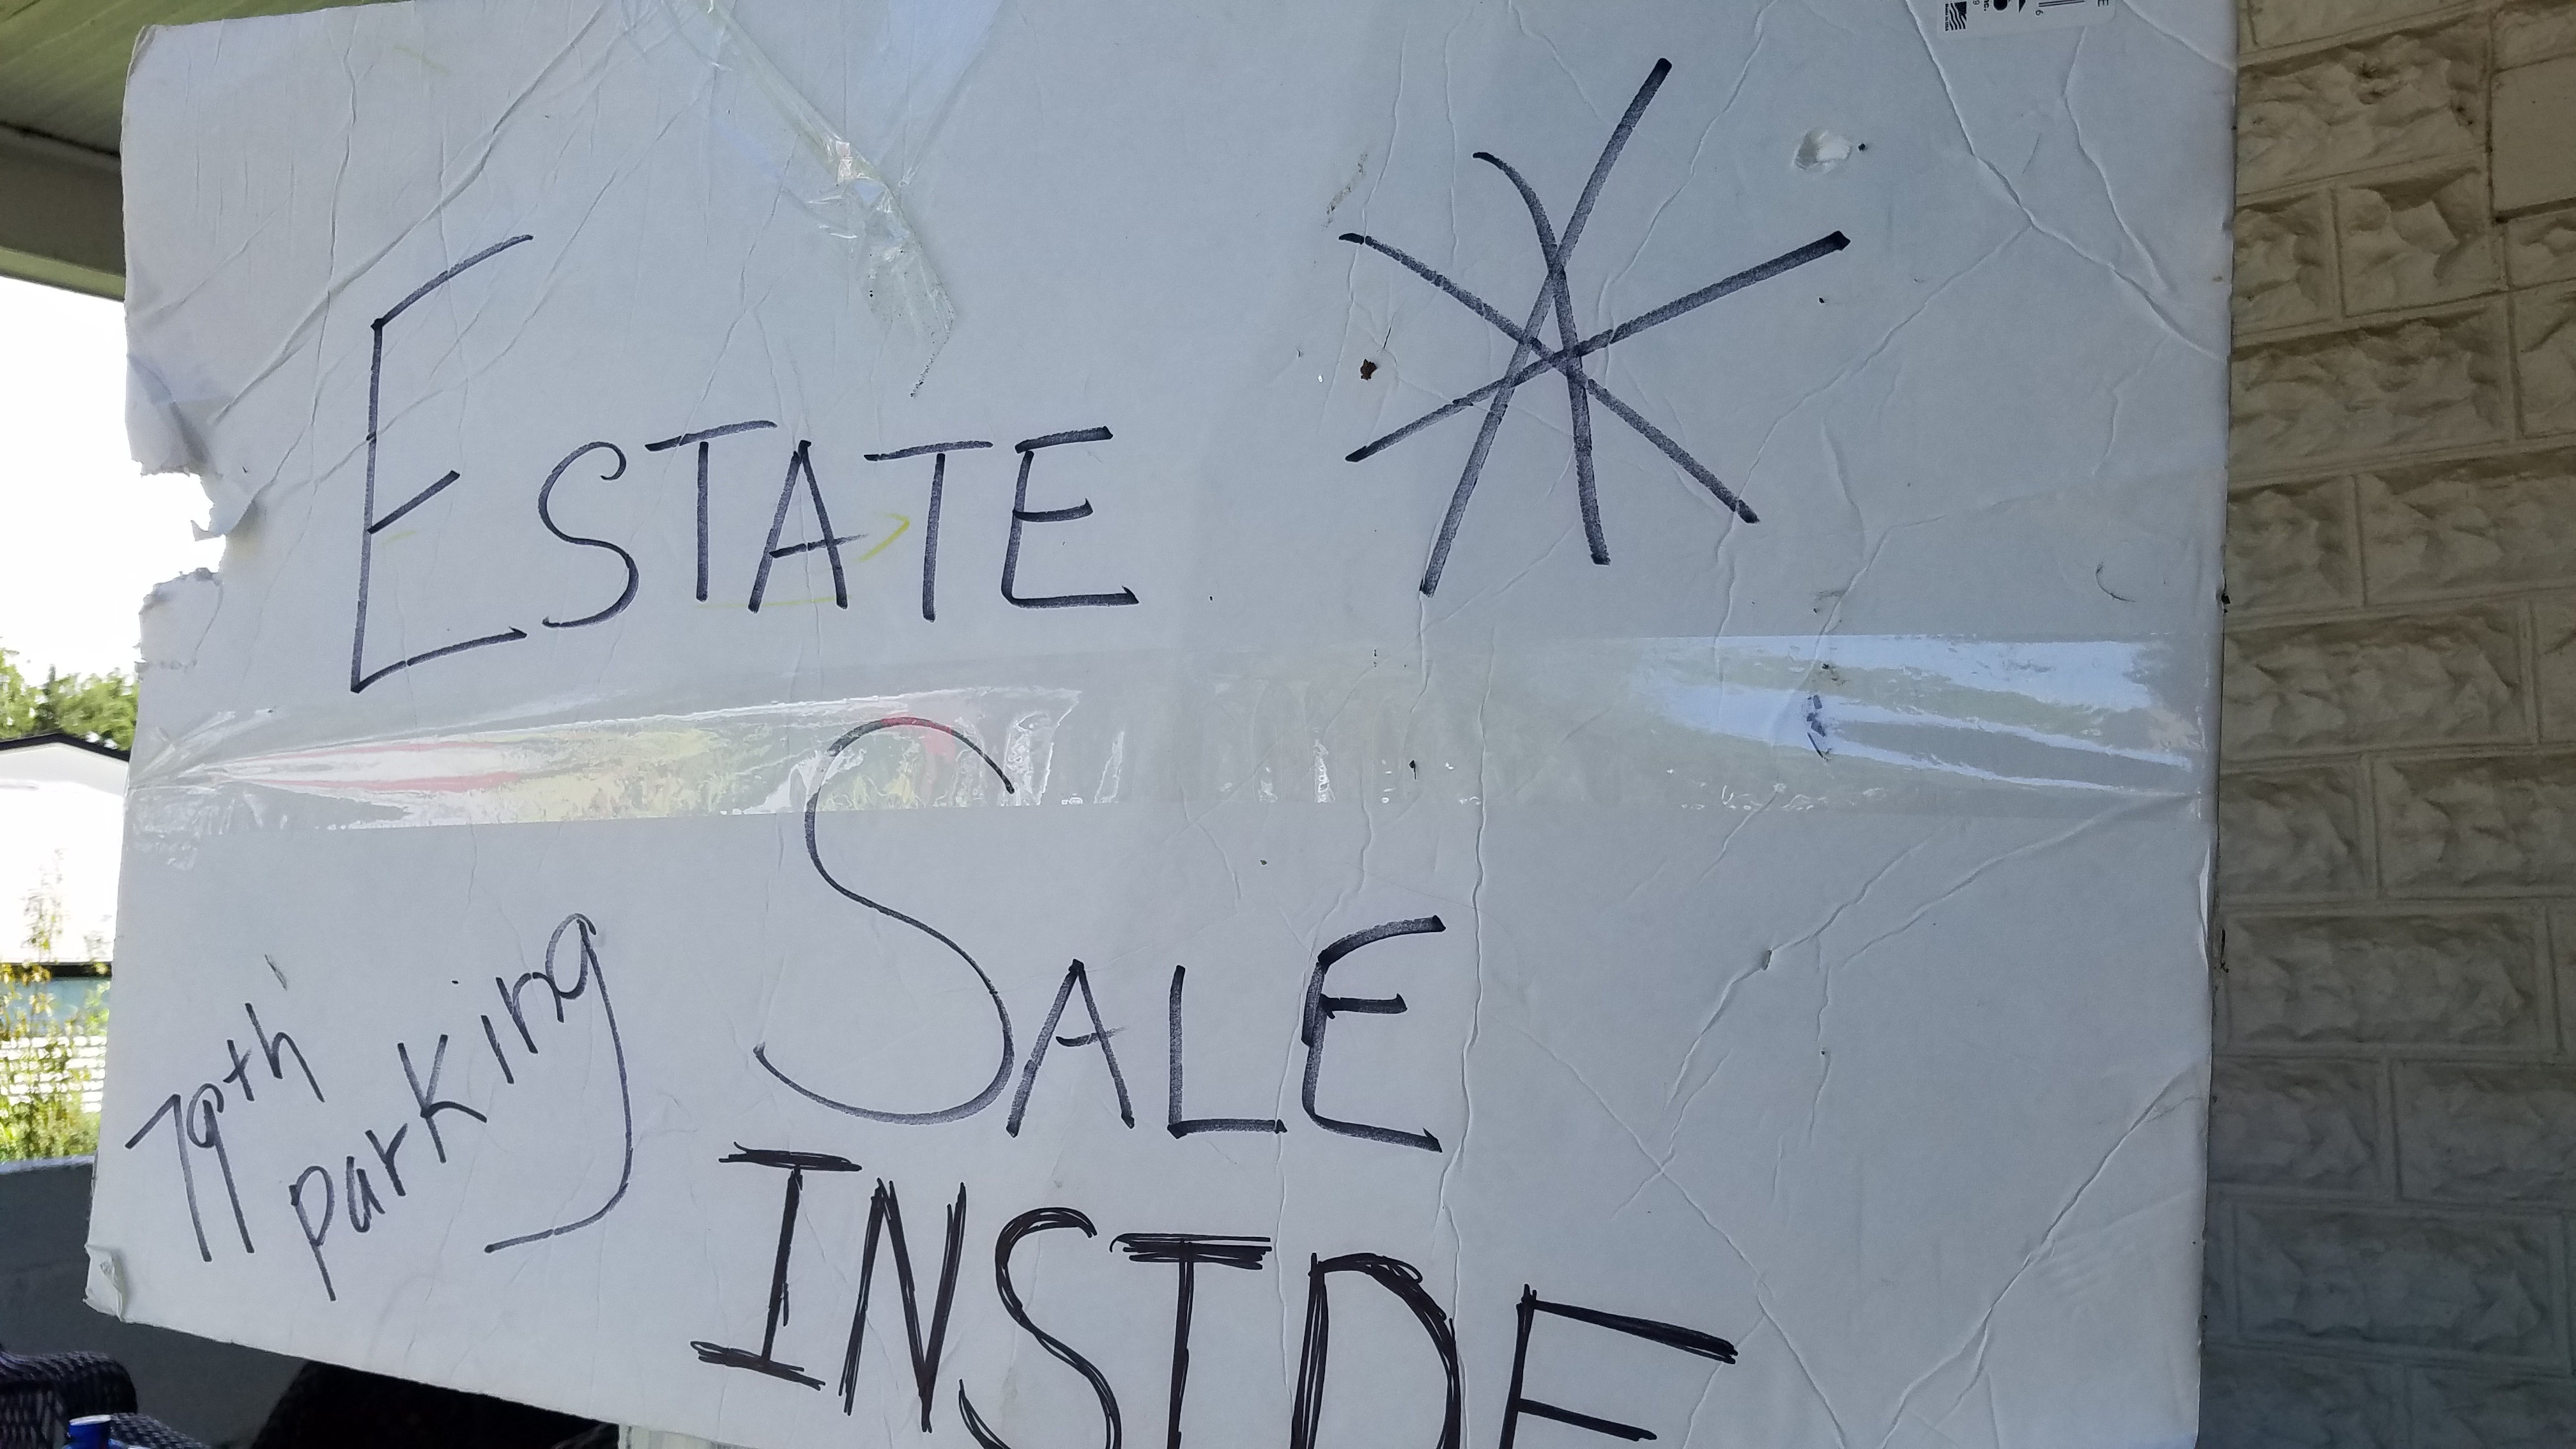 ESTATE *
SALE
79th
parking
INSIDE